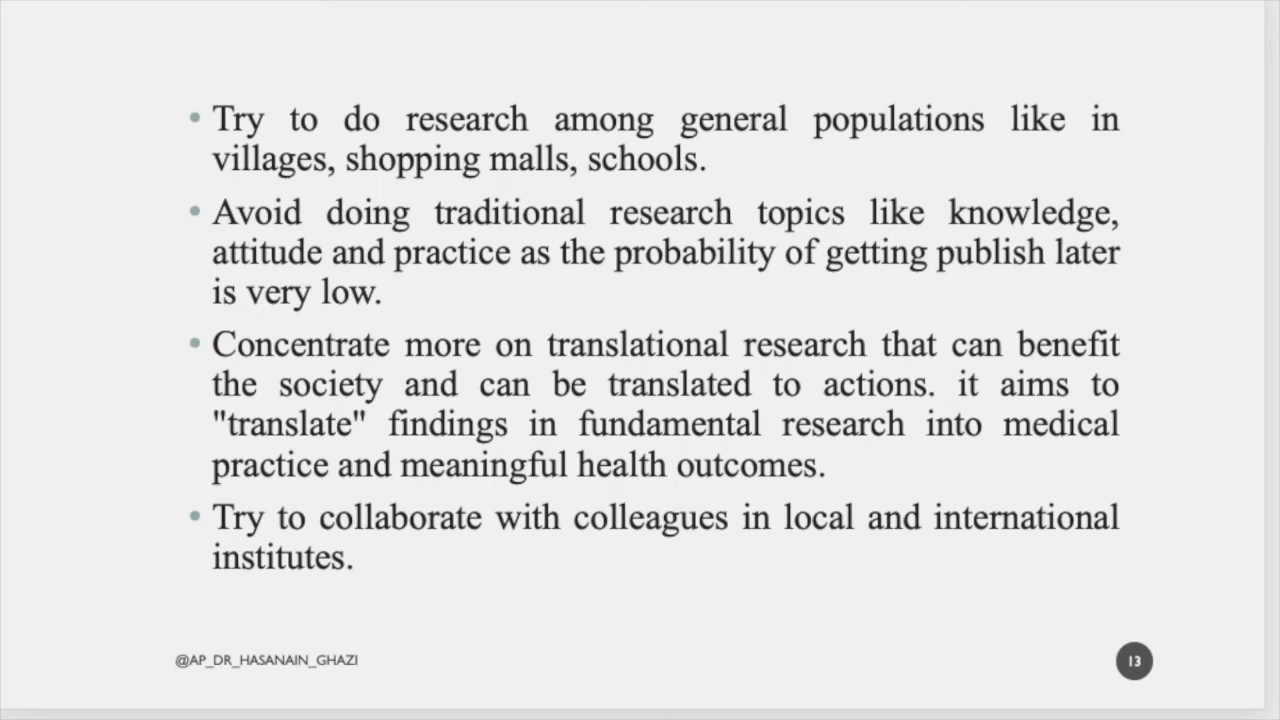 • Try to do research among general populations like in
villages, shopping malls, schools.
• Avoid doing traditional research topics like knowledge,
attitude and practice as the probability of getting publish later
is very low.
• Concentrate more on translational research that can benefit
the society and can be translated to actions. it aims to
"translate" findings in fundamental research into medical
practice and meaningful health outcomes.
• Try to collaborate with colleagues in local and international
institutes.
@AP_DR_HASANAIN_GHAZI
13